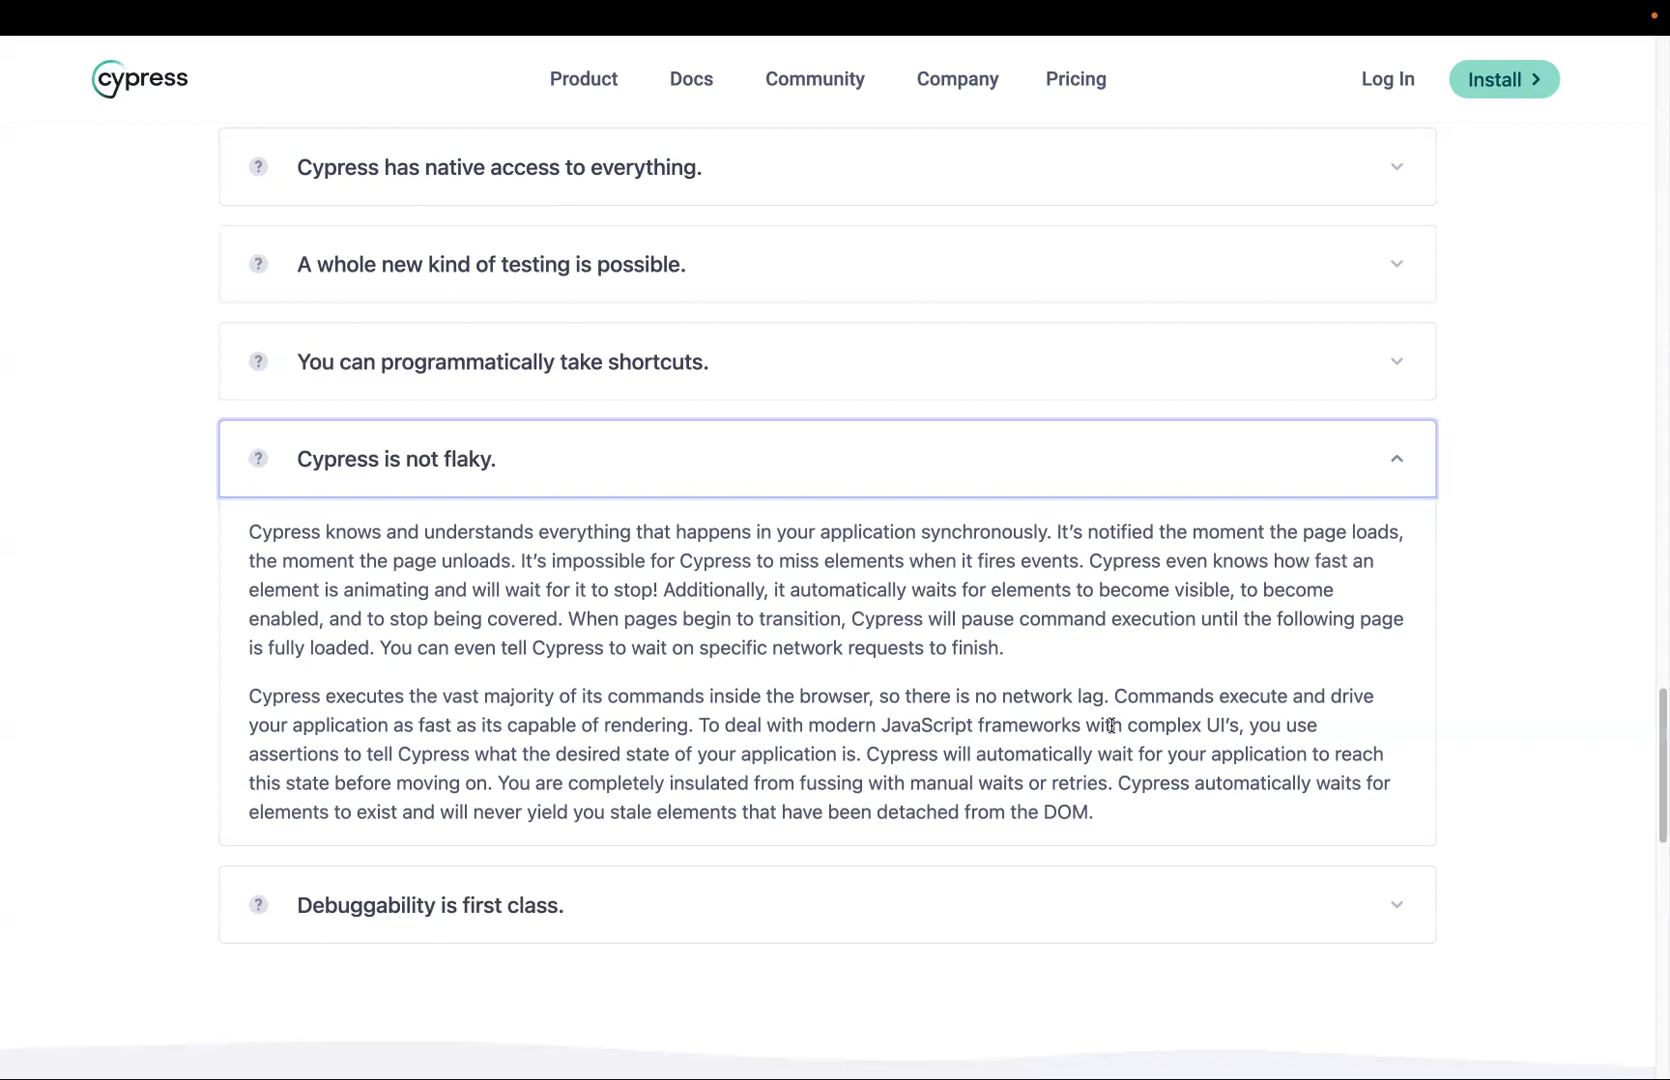 cypress
Product
Docs
Community
Company
Pricing
Log In
Install
? Cypress has native access to everything.
? A whole new kind of testing is possible.
? You can programmatically take shortcuts.
? Cypress is not flaky.
Cypress knows and understands everything that happens in your application synchronously. It’s notified the moment the page loads,
the moment the page unloads. It’s impossible for Cypress to miss elements when it fires events. Cypress even knows how fast an
element is animating and will wait for it to stop! Additionally, it automatically waits for elements to become visible, to become
enabled, and to stop being covered. When pages begin to transition, Cypress will pause command execution until the following page
is fully loaded. You can even tell Cypress to wait on specific network requests to finish.
Cypress executes the vast majority of its commands inside the browser, so there is no network lag. Commands execute and drive
your application as fast as its capable of rendering. To deal with modern JavaScript frameworks with complex UI’s, you use
assertions to tell Cypress what the desired state of your application is. Cypress will automatically wait for your application to reach
this state before moving on. You are completely insulated from fussing with manual waits or retries. Cypress automatically waits for
elements to exist and will never yield you stale elements that have been detached from the DOM.
? Debuggability is first class.